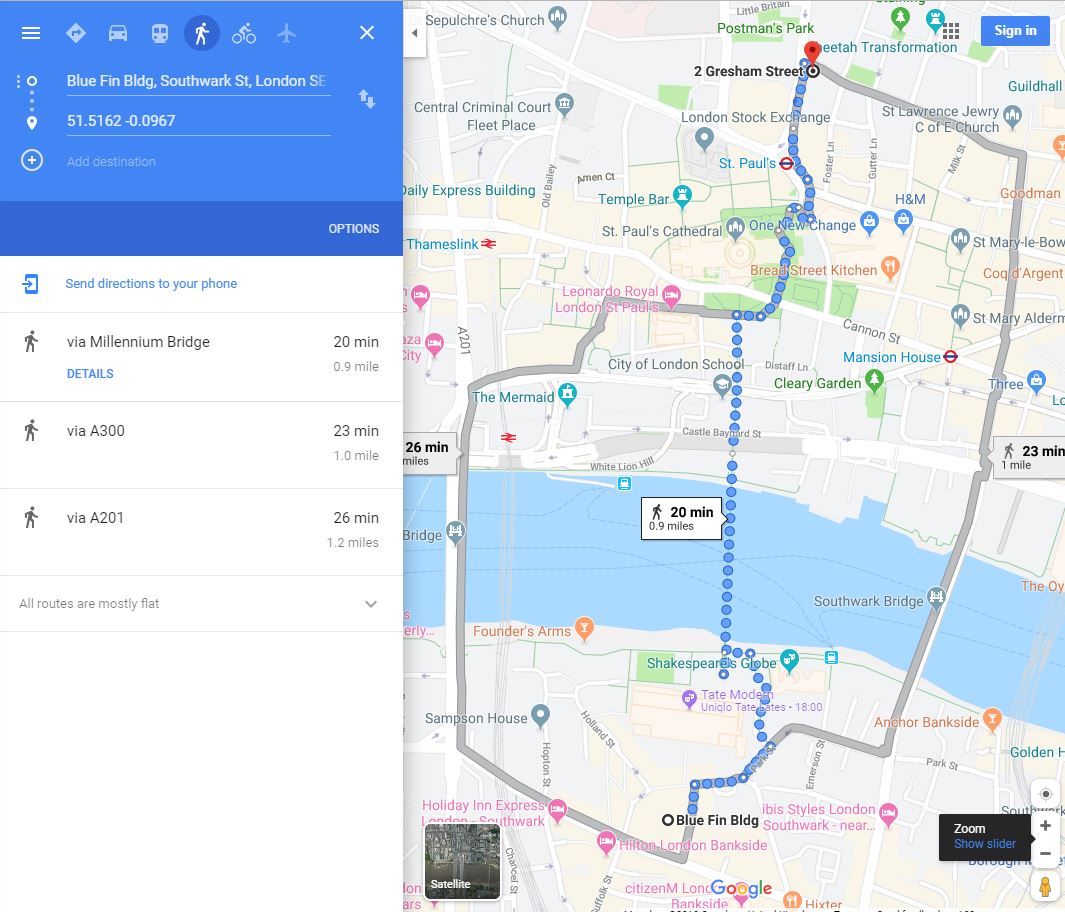 Blue Fin Bldg, Southwark St, London SE
51.5162 -0.0967
Add destination
OPTIONS
Send directions to your phone
via Millennium Bridge
20 min
0.9 mile
DETAILS
via A300
23 min
1.0 mile
via A201
26 min
1.2 miles
All routes are mostly flat
Sign in
St Sepulchre's Church
Little Britain
Postman's Park
eetah Transformation
2 Gresham Street
Guildhall
Central Criminal Court
Fleet Place
London Stock Exchange
St Lawrence Jewry
C of E Church
Foster Ln
Gutter Ln
Milk St
St. Paul's
Old Bailey
Amen Ct
Daily Express Building
Temple Bar
H&M
Goodman
St. Paul's Cathedral
One New Change
Thameslink
St Mary-le-Bow
Bread Street Kitchen
Coq d'Argent
Leonardo Royal
London St Paul's
St Mary Alderm
Cannon St
A201
aza
City
City of London School
Distaff Ln
Mansion House
Cleary Garden
Three
The Mermaid
Castle Baynard St
26 min
miles
White Lion Hill
23 min
1 mile
20 min
0.9 miles
Bridge
Southwark Bridge
The Oy
erly...
Founder's Arms
Shakespeare's Globe
Tate Modern
Uniqlo Tate Lates • 18:00
Sampson House
Holland St
Hopton St
Anchor Bankside
Park St
Emerson St
Park St
Golden H
Holiday Inn Express
London - Southwark
Blue Fin Bldg
ibis Styles London
Southwark - near...
Hilton London Bankside
Zoom
Show slider
Southwark
Borough M
Satellite
Chancel St
Suffolk St
citizenM London
Bankside
Google
Hixter